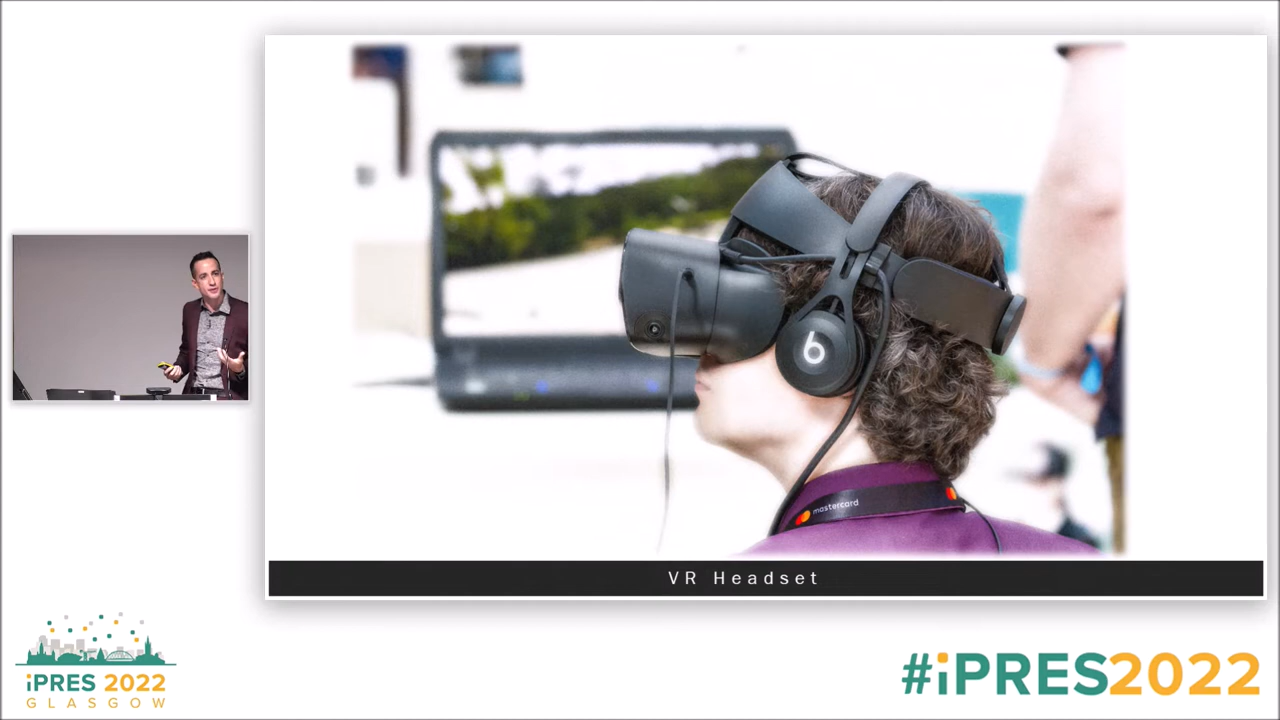 b
mastercard
VR Headset
iPRES 2022
GLASGOW
#iPRES2022